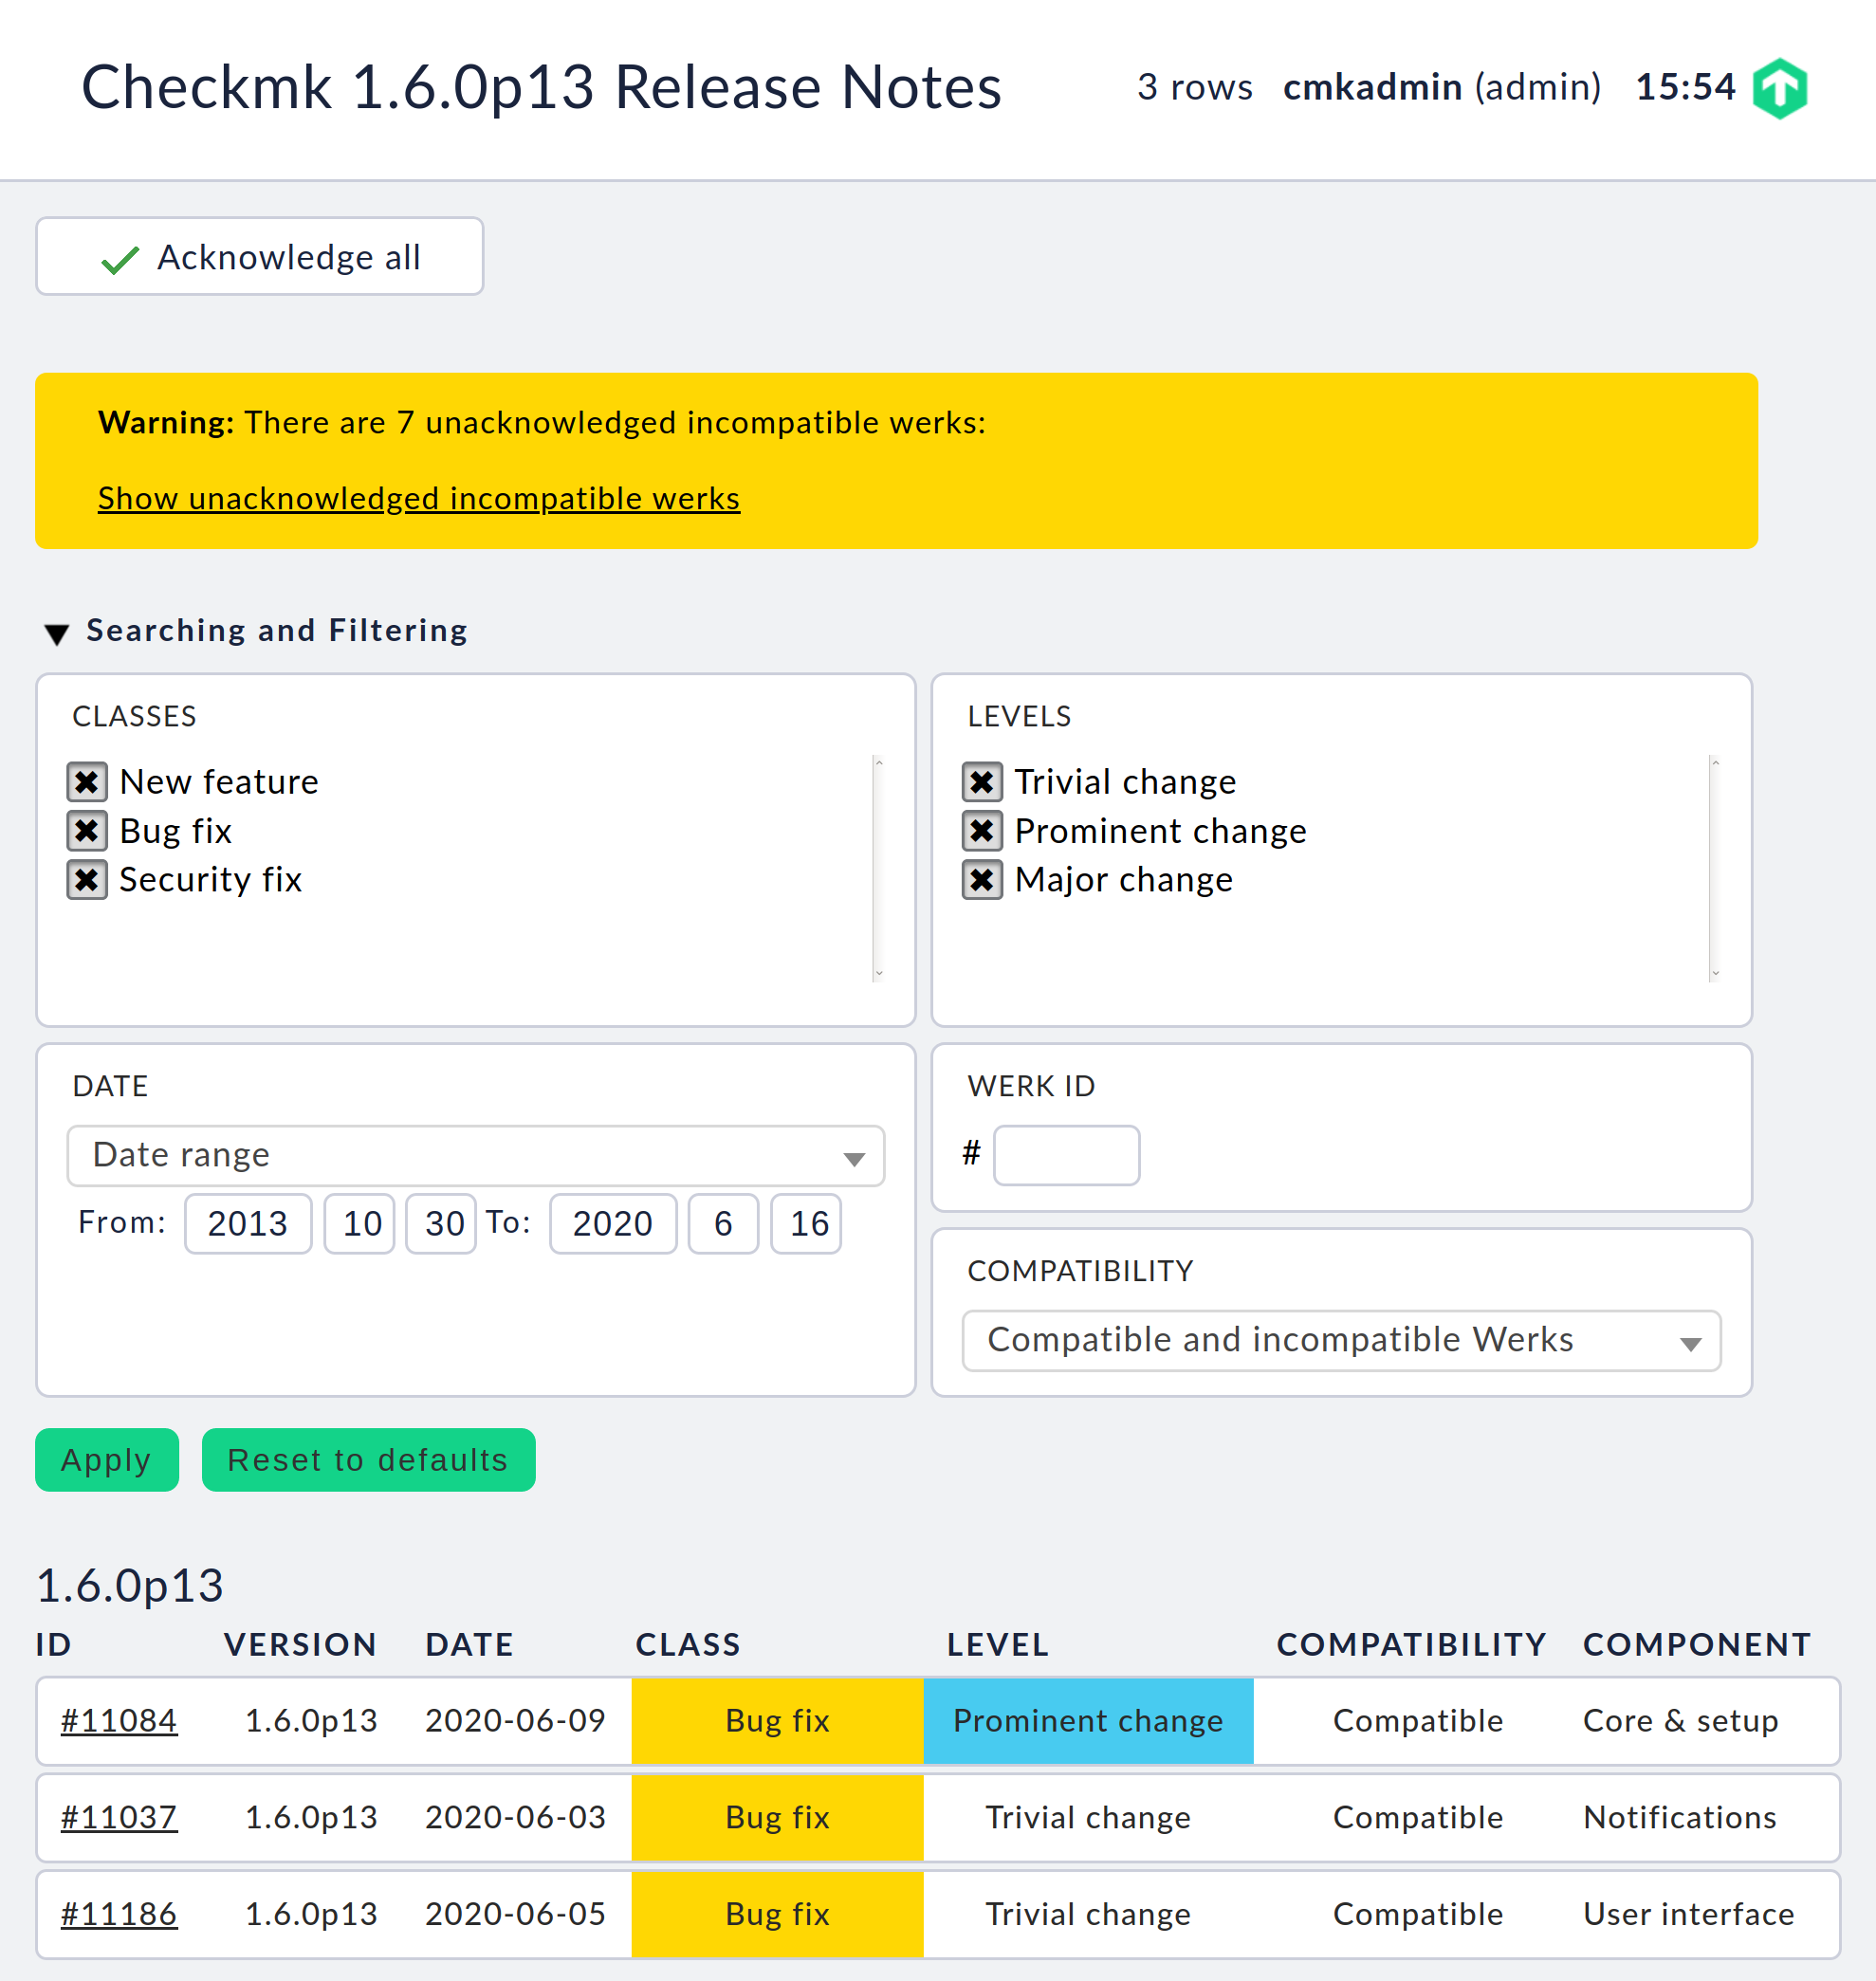 Checkmk 1.6.0p13 Release Notes 3 rows cmkadmin (admin) 15:54
Acknowledge all
Warning: There are 7 unacknowledged incompatible werks:
Show unacknowledged incompatible werks
Searching and Filtering
CLASSES
New feature
Bug fix
Security fix
LEVELS
Trivial change
Prominent change
Major change
DATE
Date range
From: 2013 10 30 To: 2020 6 16
WERK ID
#
COMPATIBILITY
Compatible and incompatible Werks
Apply Reset to defaults
1.6.0p13
ID VERSION DATE CLASS LEVEL COMPATIBILITY COMPONENT
#11084 1.6.0p13 2020-06-09 Bug fix Prominent change Compatible Core & setup
#11037 1.6.0p13 2020-06-03 Bug fix Trivial change Compatible Notifications
#11186 1.6.0p13 2020-06-05 Bug fix Trivial change Compatible User interface